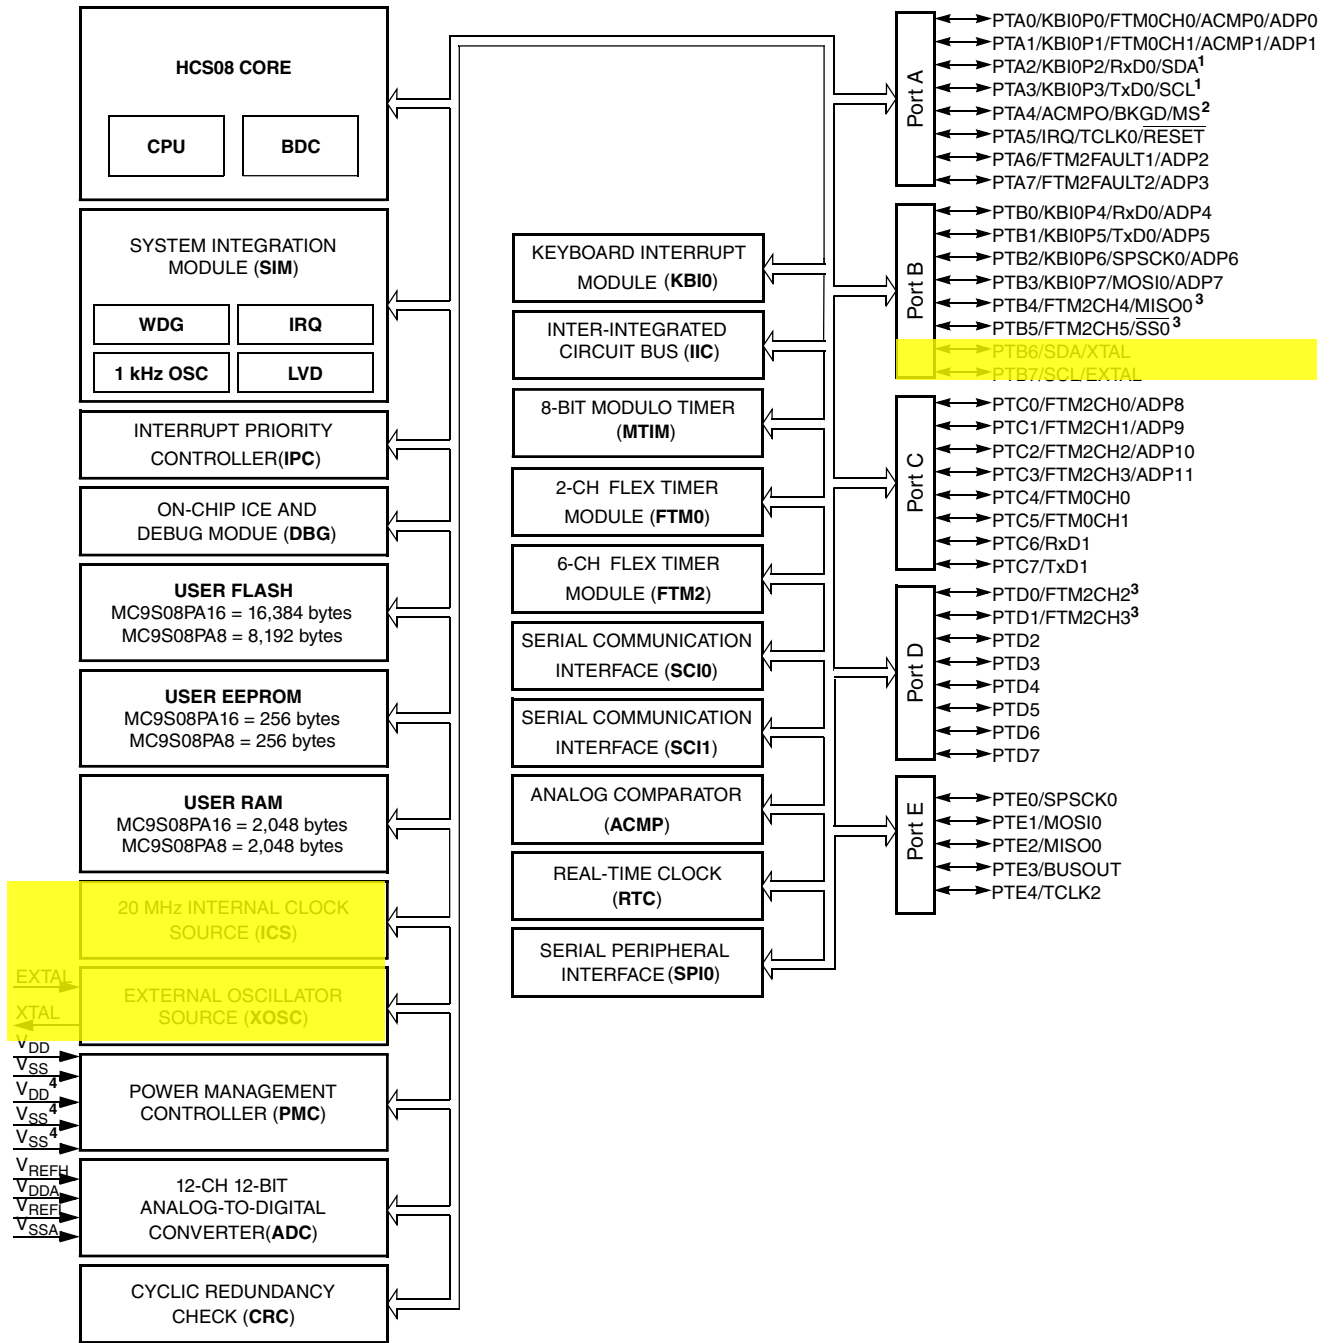 HCS08 CORE
CPU
BDC
SYSTEM INTEGRATION
MODULE (SIM)
WDG
IRQ
1 kHz OSC
LVD
INTERRUPT PRIORITY
CONTROLLER(IPC)
ON-CHIP ICE AND
DEBUG MODUE (DBG)
USER FLASH
MC9S08PA16 = 16,384 bytes
MC9S08PA8 = 8,192 bytes
USER EEPROM
MC9S08PA16 = 256 bytes
MC9S08PA8 = 256 bytes
USER RAM
MC9S08PA16 = 2,048 bytes
MC9S08PA8 = 2,048 bytes
20 MHz INTERNAL CLOCK
SOURCE (ICS)
EXTAL
XTAL
EXTERNAL OSCILLATOR
SOURCE (XOSC)
VDD
VSS
VDD4
VSS4
VSS4
POWER MANAGEMENT
CONTROLLER (PMC)
VREFH
VDDA
VREFL
VSSA
12-CH 12-BIT
ANALOG-TO-DIGITAL
CONVERTER(ADC)
CYCLIC REDUNDANCY
CHECK (CRC)
KEYBOARD INTERRUPT
MODULE (KBI0)
INTER-INTEGRATED
CIRCUIT BUS (IIC)
8-BIT MODULO TIMER
(MTIM)
2-CH FLEX TIMER
MODULE (FTM0)
6-CH FLEX TIMER
MODULE (FTM2)
SERIAL COMMUNICATION
INTERFACE (SCI0)
SERIAL COMMUNICATION
INTERFACE (SCI1)
ANALOG COMPARATOR
(ACMP)
REAL-TIME CLOCK
(RTC)
SERIAL PERIPHERAL
INTERFACE (SPI0)
Port A
PTA0/KBI0P0/FTM0CH0/ACMP0/ADP0
PTA1/KBI0P1/FTM0CH1/ACMP1/ADP1
PTA2/KBI0P2/RxD0/SDA1
PTA3/KBI0P3/TxD0/SCL1
PTA4/ACMPO/BKGD/MS2
PTA5/IRQ/TCLK0/RESET
PTA6/FTM2FAULT1/ADP2
PTA7/FTM2FAULT2/ADP3
Port B
PTB0/KBI0P4/RxD0/ADP4
PTB1/KBI0P5/TxD0/ADP5
PTB2/KBI0P6/SPSCK0/ADP6
PTB3/KBI0P7/MOSI0/ADP7
PTB4/FTM2CH4/MISO03
PTB5/FTM2CH5/SS03
PTB6/SDA/XTAL
PTB7/SCL/EXTAL
Port C
PTC0/FTM2CH0/ADP8
PTC1/FTM2CH1/ADP9
PTC2/FTM2CH2/ADP10
PTC3/FTM2CH3/ADP11
PTC4/FTM0CH0
PTC5/FTM0CH1
PTC6/RxD1
PTC7/TxD1
Port D
PTD0/FTM2CH23
PTD1/FTM2CH33
PTD2
PTD3
PTD4
PTD5
PTD6
PTD7
Port E
PTE0/SPSCK0
PTE1/MOSI0
PTE2/MISO0
PTE3/BUSOUT
PTE4/TCLK2